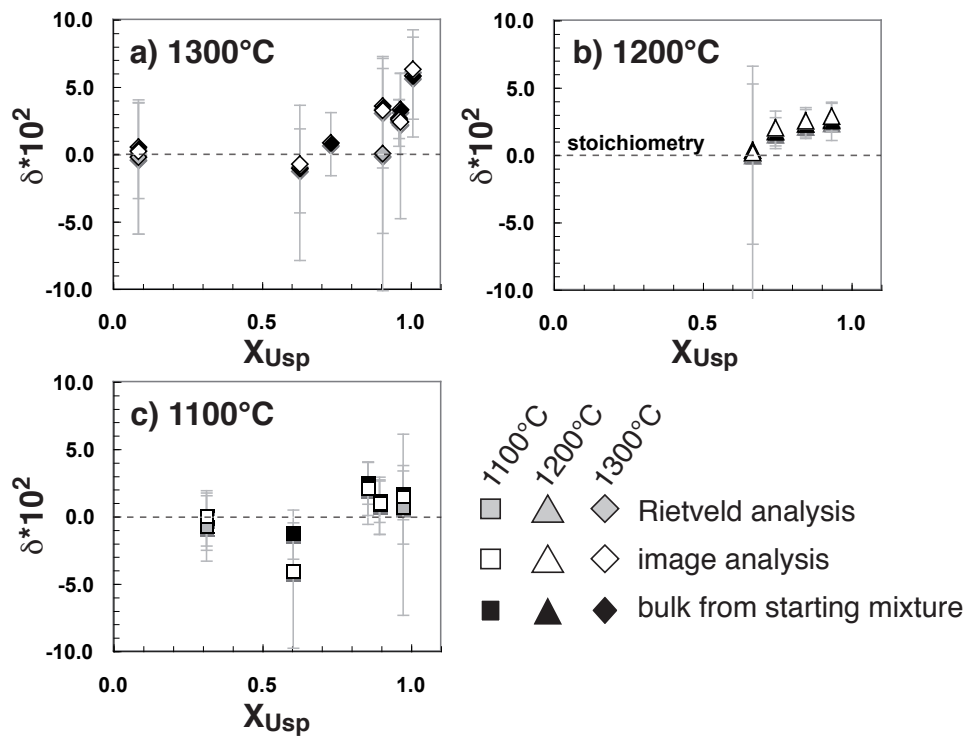 a) 1300°C
10.0
5.0
0.0
-5.0
-10.0
δ*10²
0.0
0.5
1.0
X_Usp
b) 1200°C
10.0
5.0
stoichiometry
0.0
-5.0
-10.0
δ*10²
0.0
0.5
1.0
X_Usp
c) 1100°C
10.0
5.0
0.0
-5.0
-10.0
δ*10²
0.0
0.5
1.0
X_Usp
1100°C
1200°C
1300°C
Rietveld analysis
image analysis
bulk from starting mixture